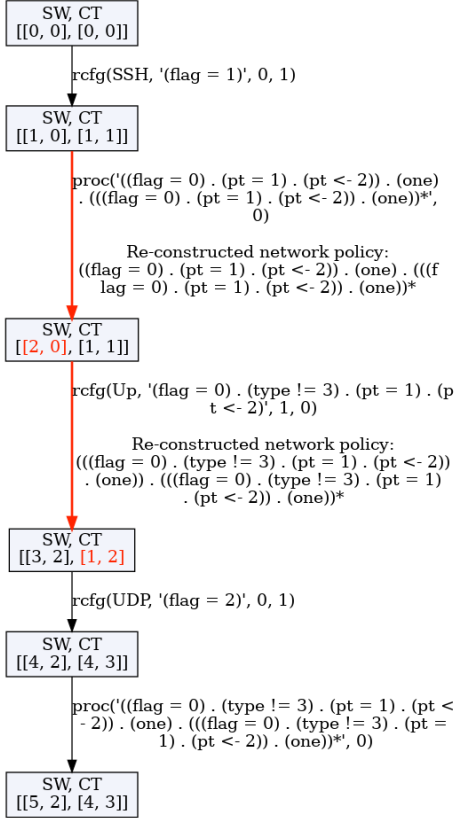 SW, CT
[[0, 0], [0, 0]]
rcfg(SSH, '(flag = 1)', 0, 1)
SW, CT
[[1, 0], [1, 1]]
proc('((flag = 0) . (pt = 1) . (pt <- 2)) . (one)
. (((flag = 0) . (pt = 1) . (pt <- 2)) . (one))*',
0)
Re-constructed network policy:
((flag = 0) . (pt = 1) . (pt <- 2)) . (one) . (((f
lag = 0) . (pt = 1) . (pt <- 2)) . (one))*
SW, CT
[[2, 0], [1, 1]]
rcfg(Up, '(flag = 0) . (type != 3) . (pt = 1) . (p
t <- 2)', 1, 0)
Re-constructed network policy:
(((flag = 0) . (type != 3) . (pt = 1) . (pt <- 2))
. (one)) . (((flag = 0) . (type != 3) . (pt = 1)
. (pt <- 2)) . (one))*
SW, CT
[[3, 2], [1, 2]
rcfg(UDP, '(flag = 2)', 0, 1)
SW, CT
[[4, 2], [4, 3]]
proc('((flag = 0) . (type != 3) . (pt = 1) . (pt <
- 2)) . (one) . (((flag = 0) . (type != 3) . (pt =
1) . (pt <- 2)) . (one))*', 0)
SW, CT
[[5, 2], [4, 3]]